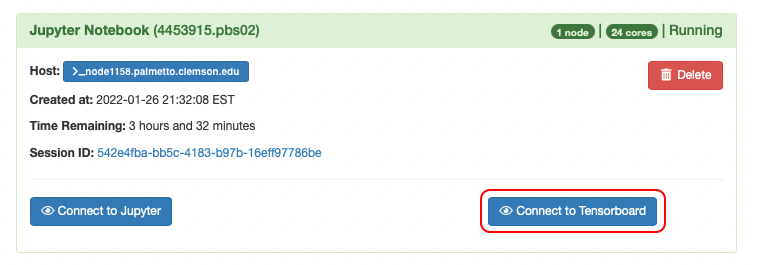 Jupyter Notebook (4453915.pbs02) 1 node | 24 cores | Running
Host: >_node1158.palmetto.clemson.edu Delete
Created at: 2022-01-26 21:32:08 EST
Time Remaining: 3 hours and 32 minutes
Session ID: 542e4fba-bb5c-4183-b97b-16eff97786be
Connect to Jupyter Connect to Tensorboard